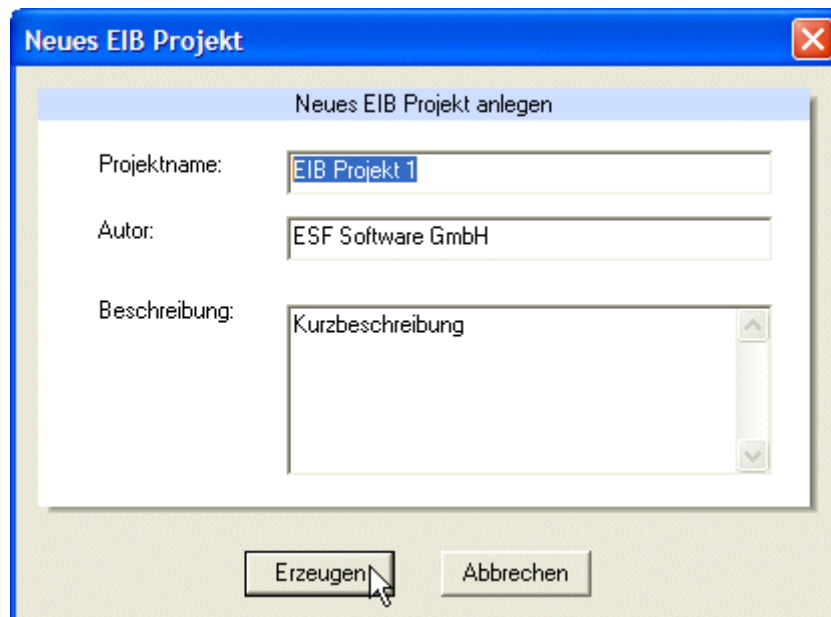 Neues EIB Projekt
Neues EIB Projekt anlegen
Projektname:
EIB Projekt 1
Autor:
ESF Software GmbH
Beschreibung:
Kurzbeschreibung
Erzeugen
Abbrechen